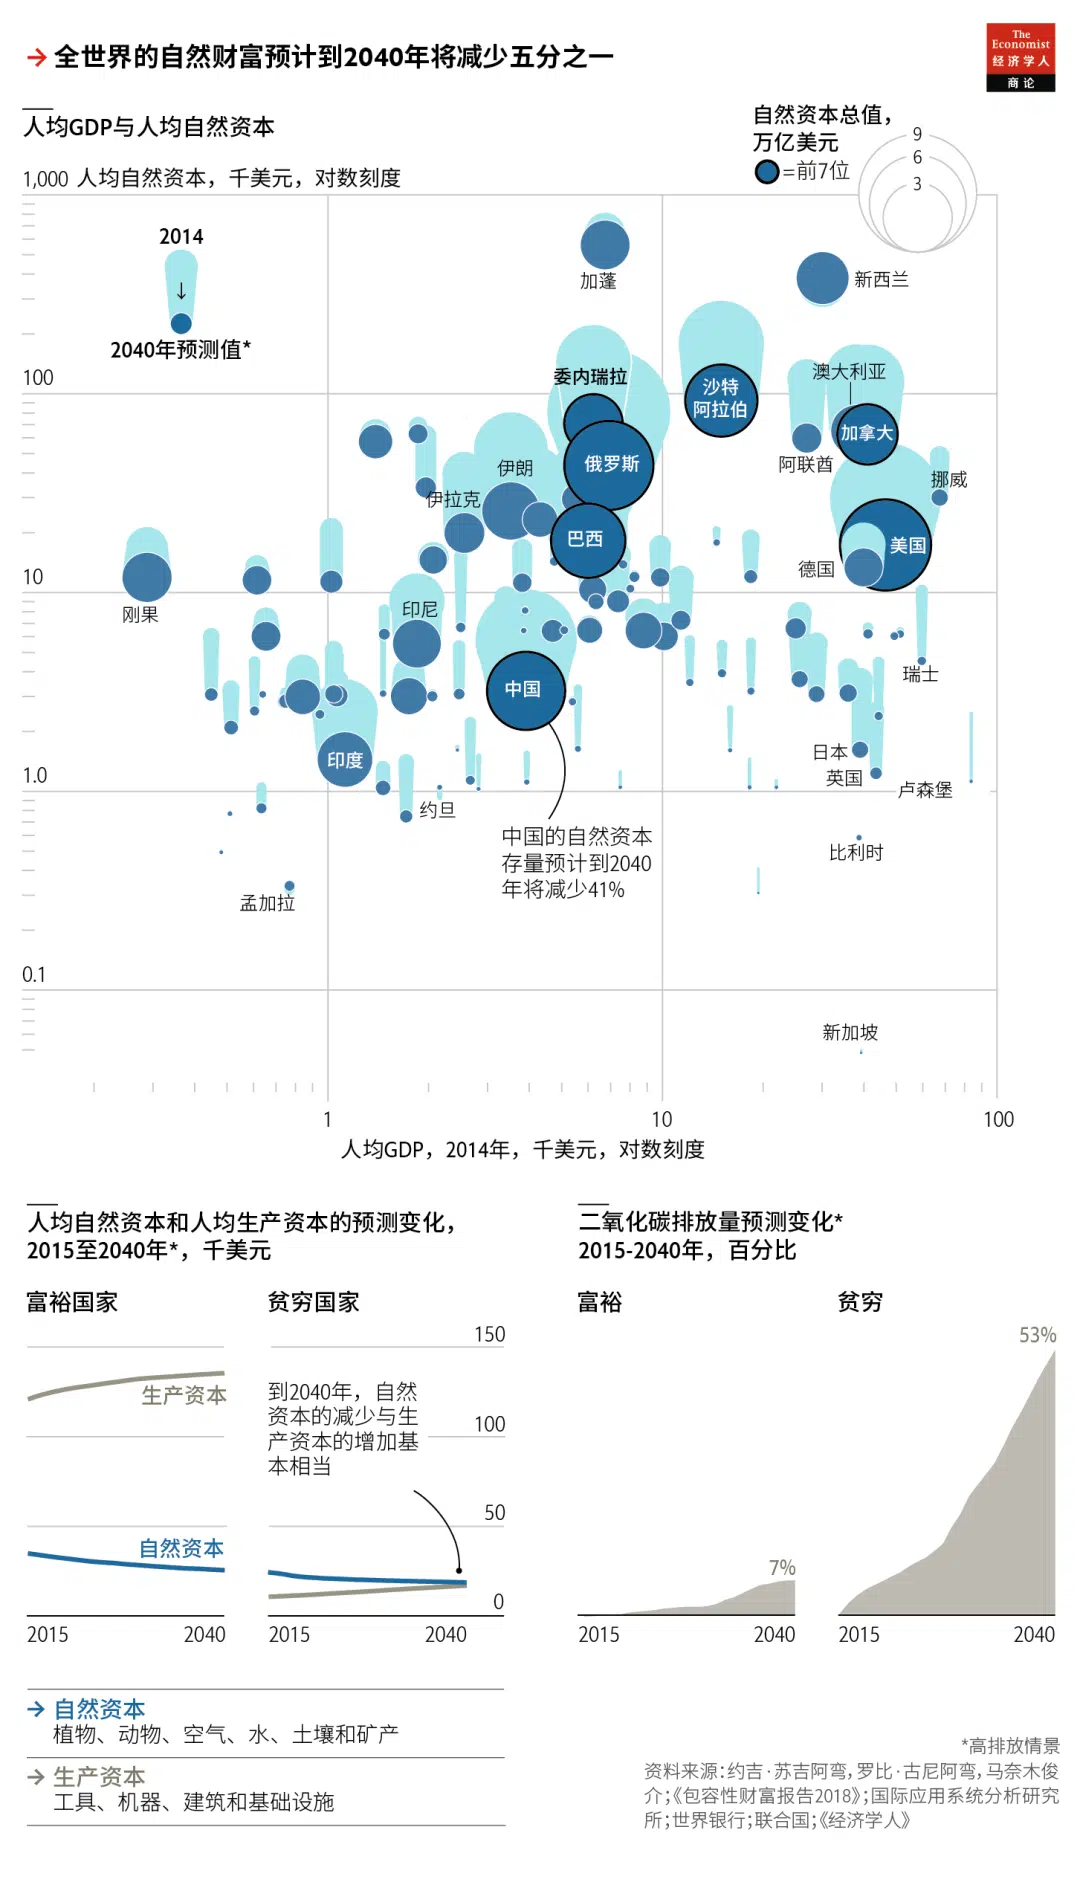 → 全世界的自然财富预计到2040年将减少五分之一
The
Economist
经济学人
商论
人均GDP与人均自然资本
自然资本总值，
万亿美元
=前7位
9
6
3
1,000 人均自然资本，千美元，对数刻度
2014
↓
2040年预测值*
加蓬
新西兰
100
委内瑞拉
沙特
阿拉伯
澳大利亚
加拿大
俄罗斯
阿联酋
伊朗
挪威
伊拉克
巴西
美国
德国
10
刚果
印尼
瑞士
中国
日本
印度
英国
1.0
卢森堡
约旦
中国的自然资本
存量预计到2040
年将减少41%
比利时
孟加拉
0.1
新加坡
1
10
100
人均GDP，2014年，千美元，对数刻度
人均自然资本和人均生产资本的预测变化，
2015至2040年*，千美元
富裕国家
贫穷国家
150
生产资本
到2040年，自然
资本的减少与生
产资本的增加基
本相当
100
50
自然资本
0
2015
2040
2015
2040
二氧化碳排放量预测变化*
2015-2040年，百分比
富裕
贫穷
53%
7%
2015
2040
2015
2040
→ 自然资本
植物、动物、空气、水、土壤和矿产
→ 生产资本
工具、机器、建筑和基础设施
*高排放情景
资料来源：约吉·苏吉阿弯，罗比·古尼阿弯，马奈木俊
介；《包容性财富报告2018》；国际应用系统分析研究
所；世界银行；联合国；《经济学人》